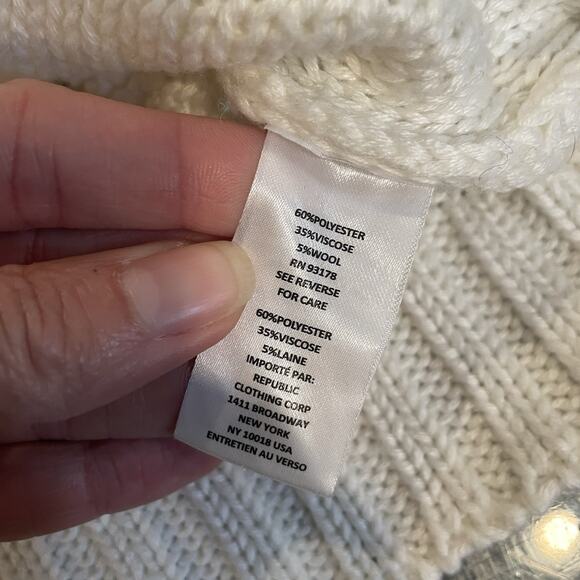 60%POLYESTER
35%VISCOSE
5%WOOL
RN 93178
SEE REVERSE
FOR CARE
60%POLYESTER
35%VISCOSE
5%LAINE
IMPORTÉ PAR:
REPUBLIC
CLOTHING CORP
1411 BROADWAY
NEW YORK
NY 10018 USA
ENTRETIEN AU VERSO